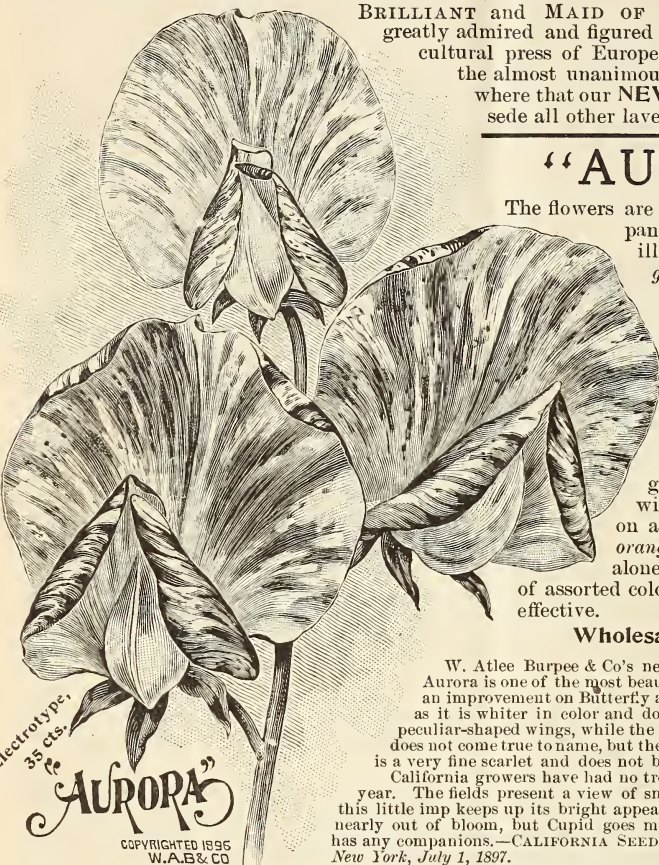 BRILLIANT and MAID OF
greatly admired and figured
cultural press of Europe
the almost unanimou
where that our NEV
sede all other lave
“AU
The flowers are
pan
ill
g
g
wi
on a
orang
alone
of assorted colo
effective.
Wholesa
W. Atlee Burpee & Co's ne
Aurora is one of the most beau
an improvement on Butterfly a
as it is whiter in color and do
peculiar-shaped wings, while the
does not come true to name, but the
is a very fine scarlet and does not b
California growers have had no tr
year. The fields present a view of sn
this little imp keeps up its bright appea
nearly out of bloom, but Cupid goes m
has any companions.—CALIFORNIA SEED
New York, July 1, 1897.
Electrotype,
35 cts.
“AURORA”
COPYRIGHTED 1896
W.A.B & CO